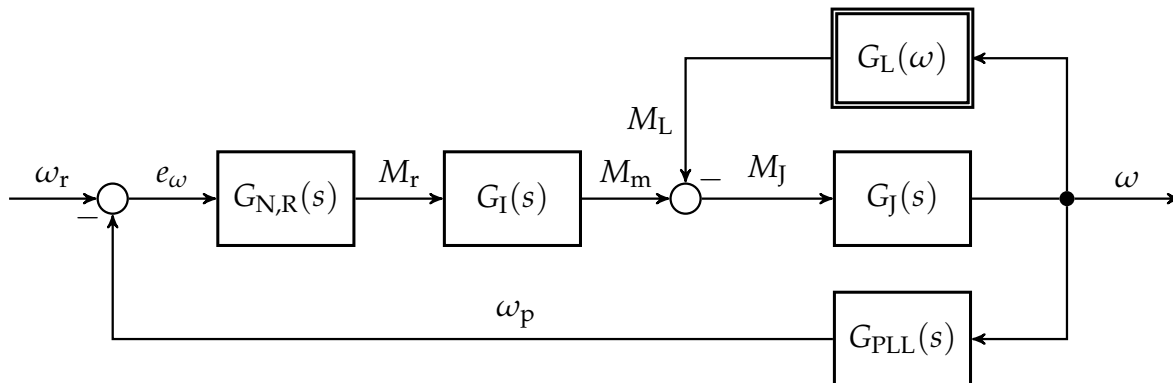 G_L(ω)
M_L
ω_r
e_ω
G_N,R(s)
M_r
G_I(s)
M_m
−
M_J
G_J(s)
ω
−
ω_p
G_PLL(s)